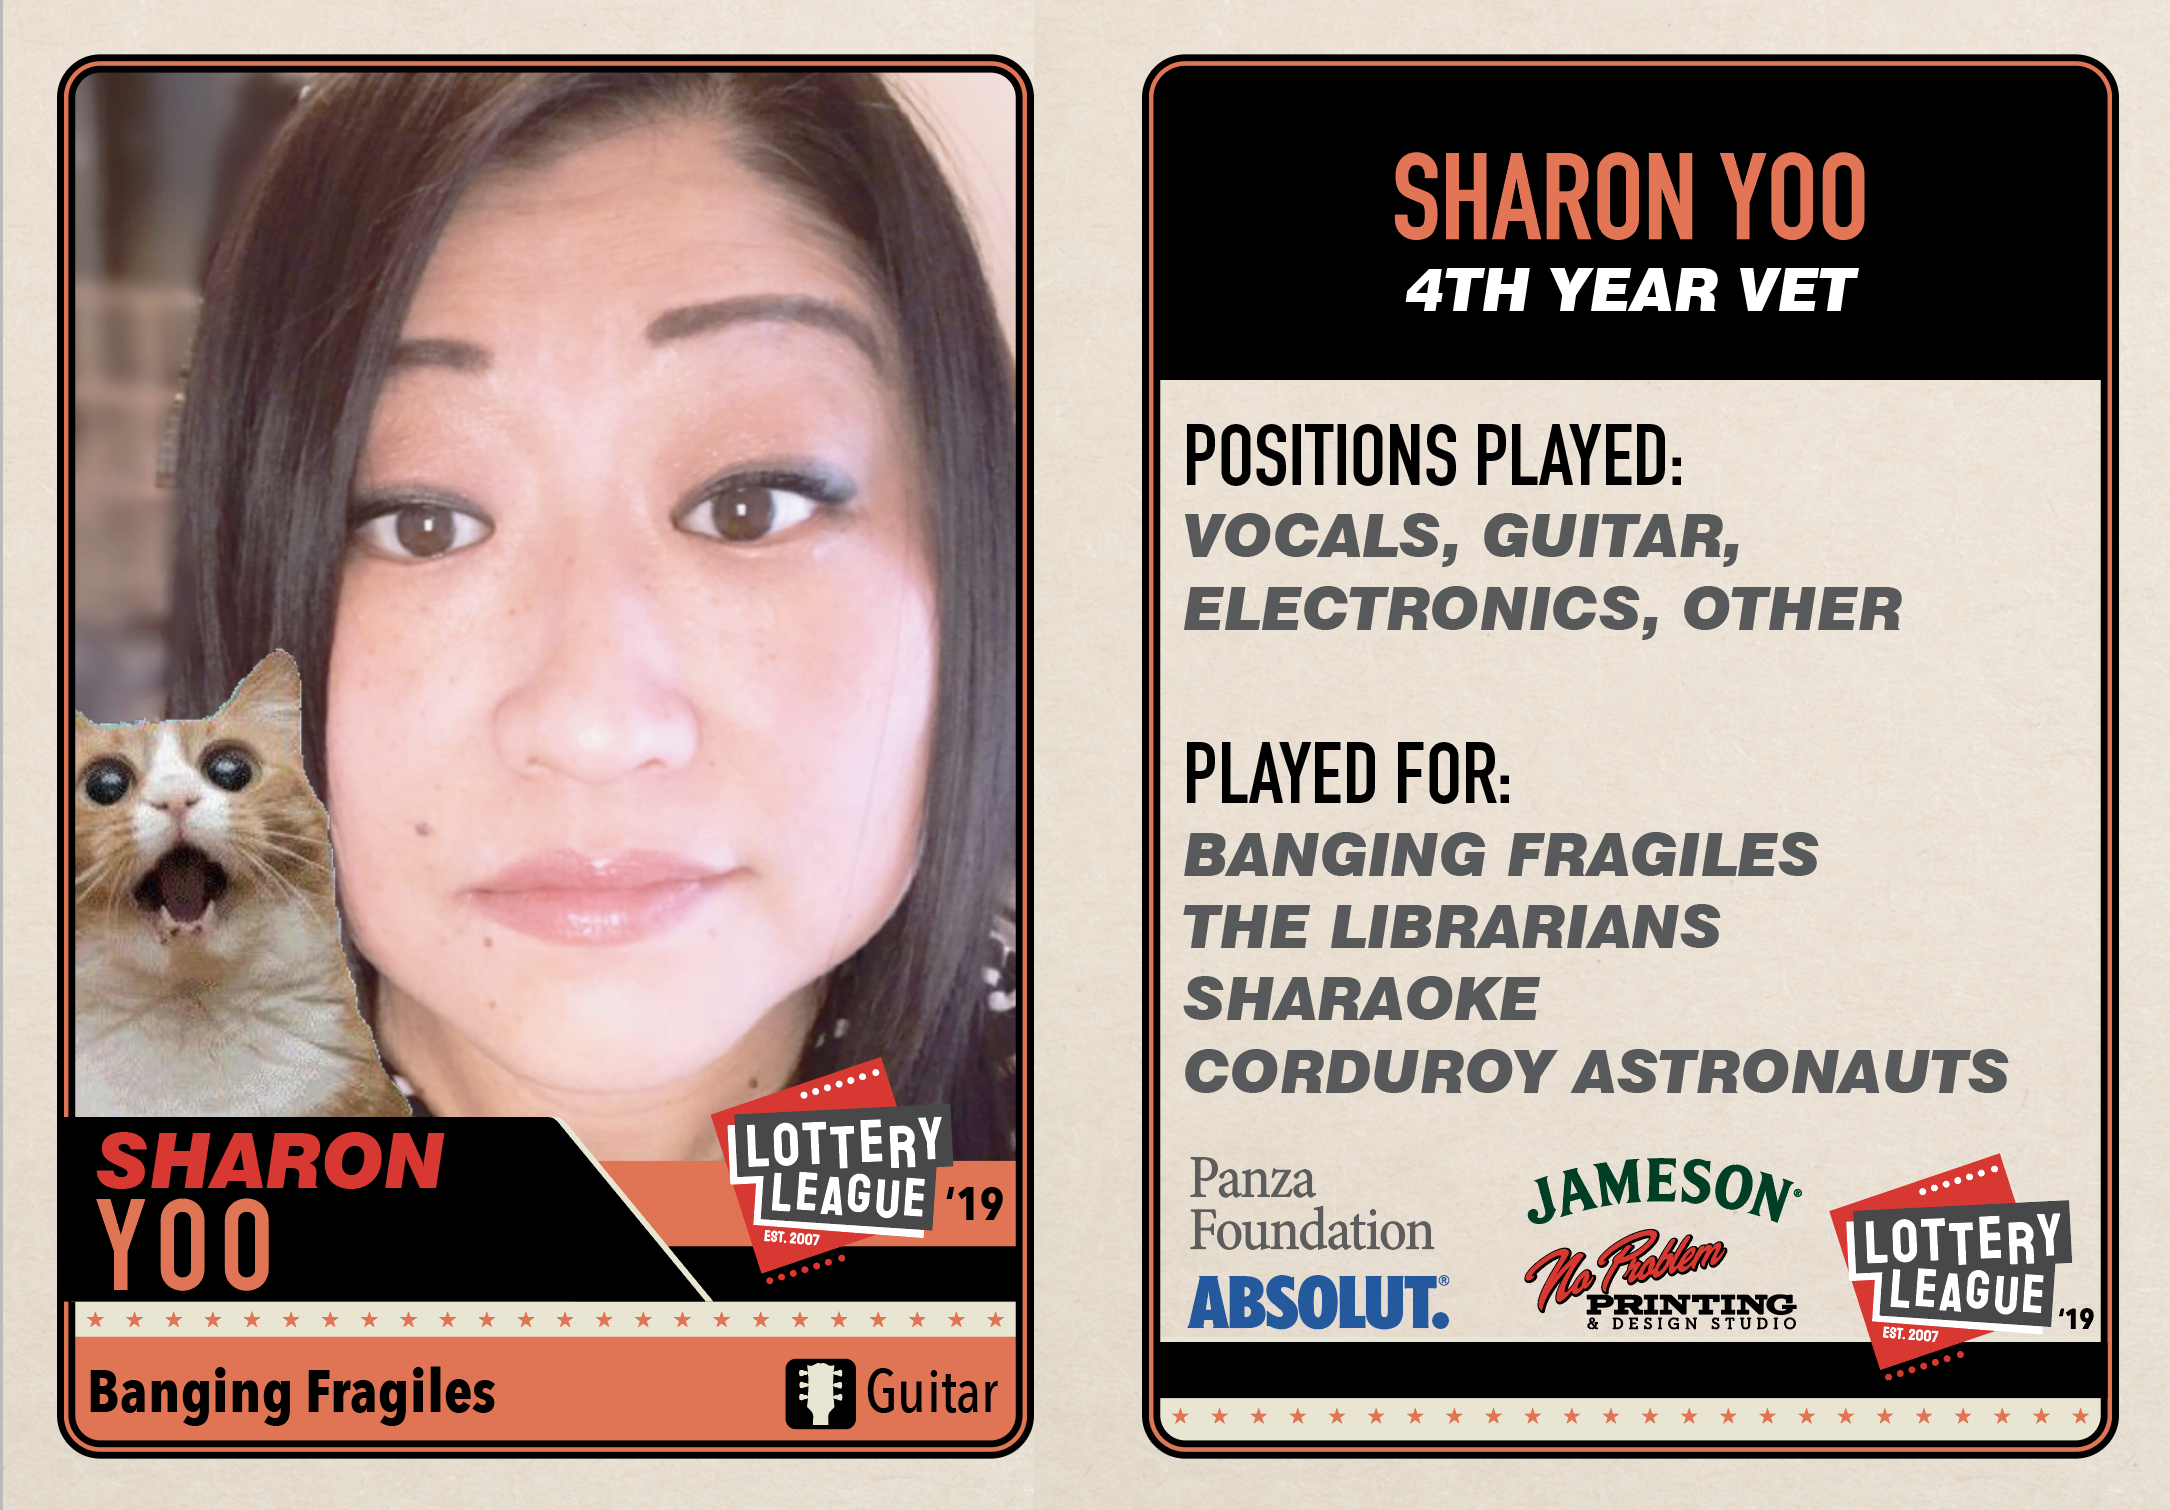 SHARON
YOO
LOTTERY
LEAGUE
EST. 2007
'19
Banging Fragiles
Guitar
SHARON YOO
4TH YEAR VET
POSITIONS PLAYED:
VOCALS, GUITAR,
ELECTRONICS, OTHER
PLAYED FOR:
BANGING FRAGILES
THE LIBRARIANS
SHARAOKE
CORDUROY ASTRONAUTS
Panza
Foundation
ABSOLUT.®
JAMESON®
No Problem
PRINTING
& DESIGN STUDIO
LOTTERY
LEAGUE
EST. 2007
'19